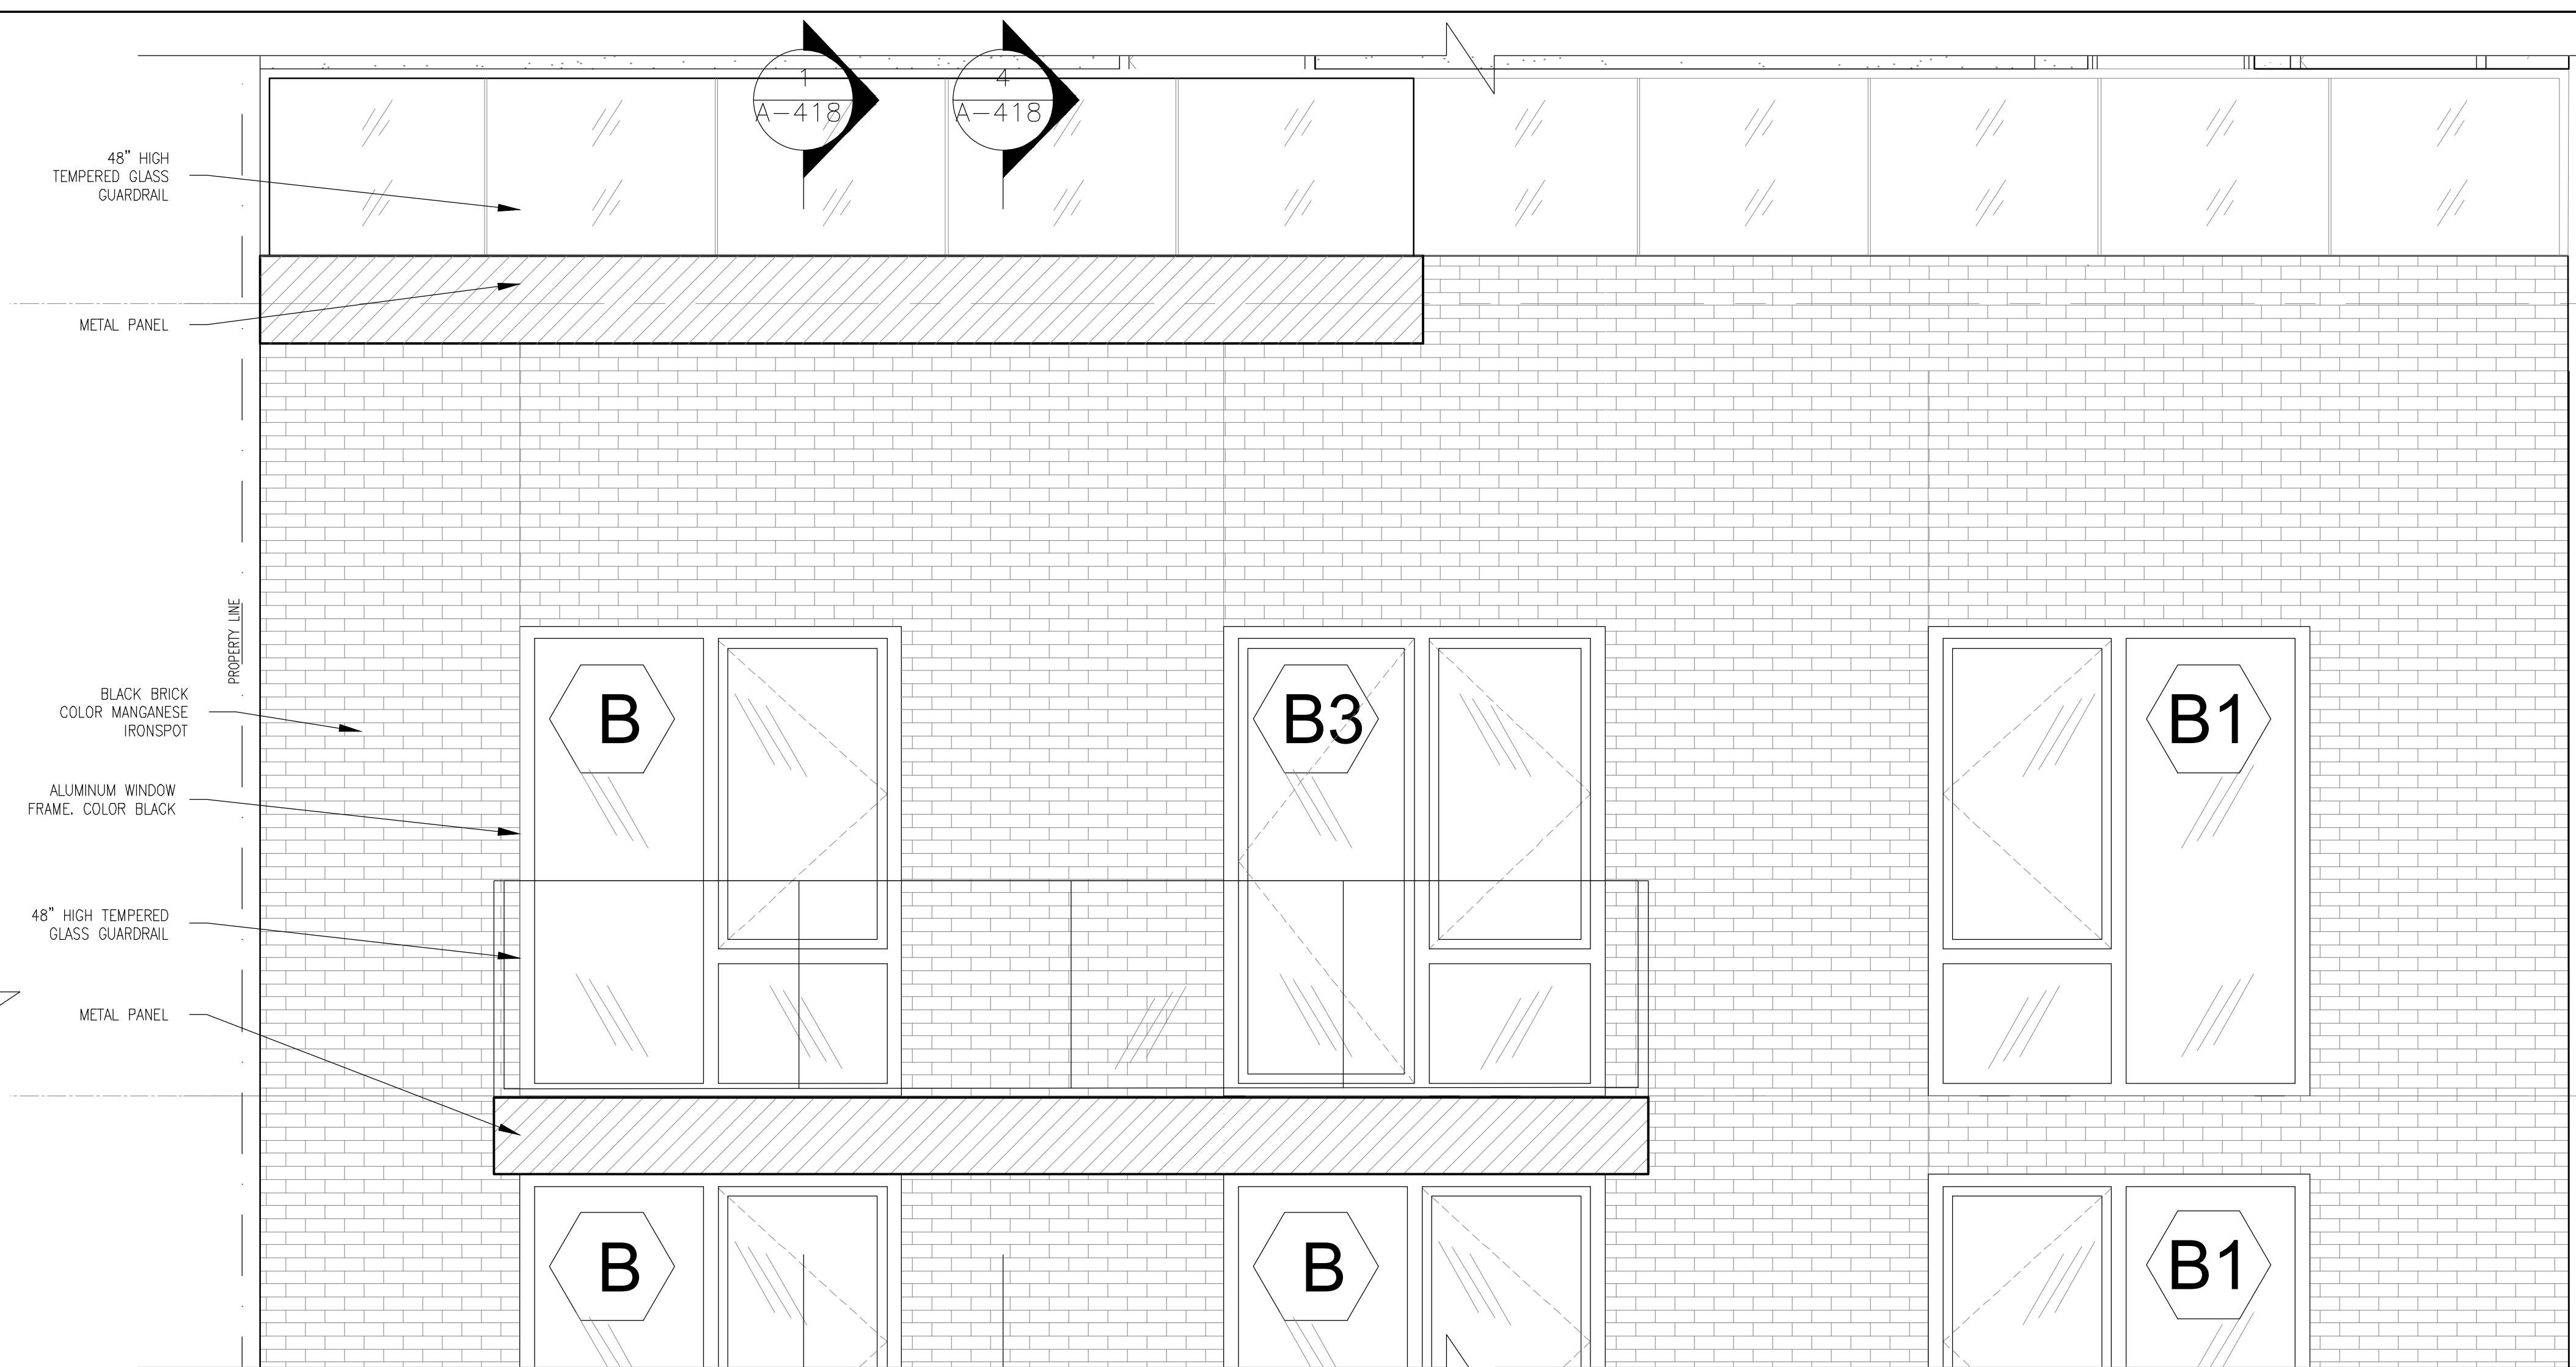 1
A-418
4
A-418
48" HIGH
TEMPERED GLASS
GUARDRAIL
METAL PANEL
PROPERTY LINE
BLACK BRICK
COLOR MANGANESE
IRONSPOT
ALUMINUM WINDOW
FRAME. COLOR BLACK
48" HIGH TEMPERED
GLASS GUARDRAIL
METAL PANEL
B
B3
B1
B
B
B1